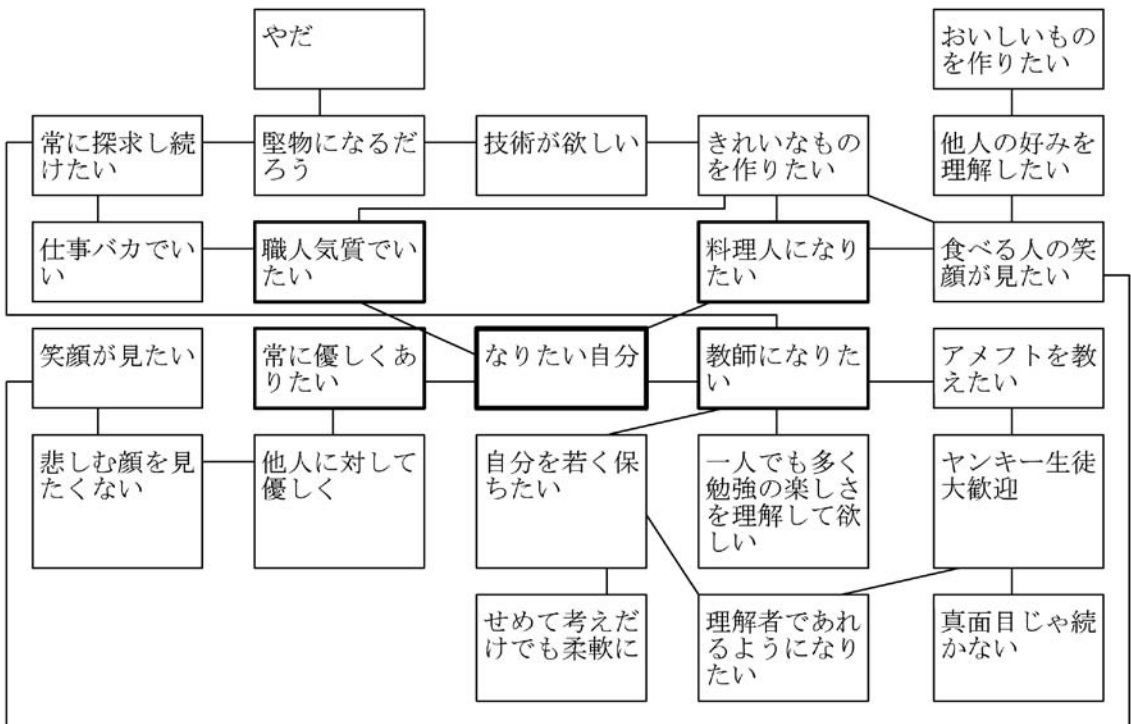 やだ
おいしいもの
を作りたい
常に探求し続
けたい
堅物になるだ
ろう
技術が欲しい
きれいなもの
を作りたい
他人の好みを
理解したい
仕事バカでい
い
職人気質でい
たい
料理人になり
たい
食べる人の笑
顔が見たい
笑顔が見たい
常に優しくあ
りたい
なりたい自分
教師になりた
い
アメフトを教
えたい
悲しむ顔を見
たくない
他人に対して
優しく
自分を若く保
ちたい
一人でも多く
勉強の楽しさ
を理解して欲
しい
ヤンキー生徒
大歓迎
せめて考えだ
けでも柔軟に
理解者であれ
るようになり
たい
真面目じゃ続
かない